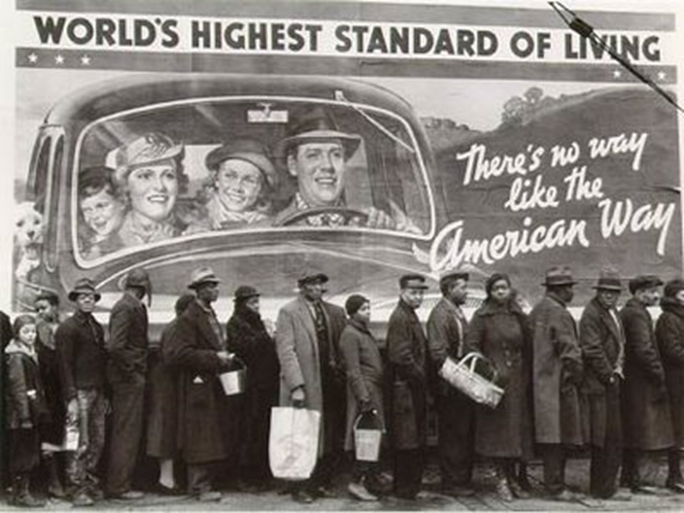 WORLD'S HIGHEST STANDARD OF LIVING
There's no way
like the
American Way